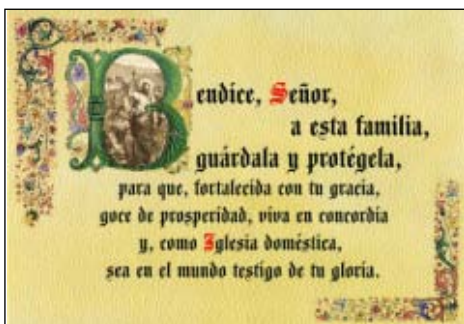 Bendice, Señor,
a esta familia,
guárdala y protégela,
para que, fortalecida con tu gracia,
goce de prosperidad, viva en concordia
y, como Iglesia doméstica,
sea en el mundo testigo de tu gloria.